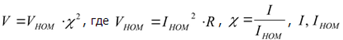 V = V_НОМ · χ², где V_НОМ = I_НОМ² · R, χ = I / I_НОМ, I, I_НОМ